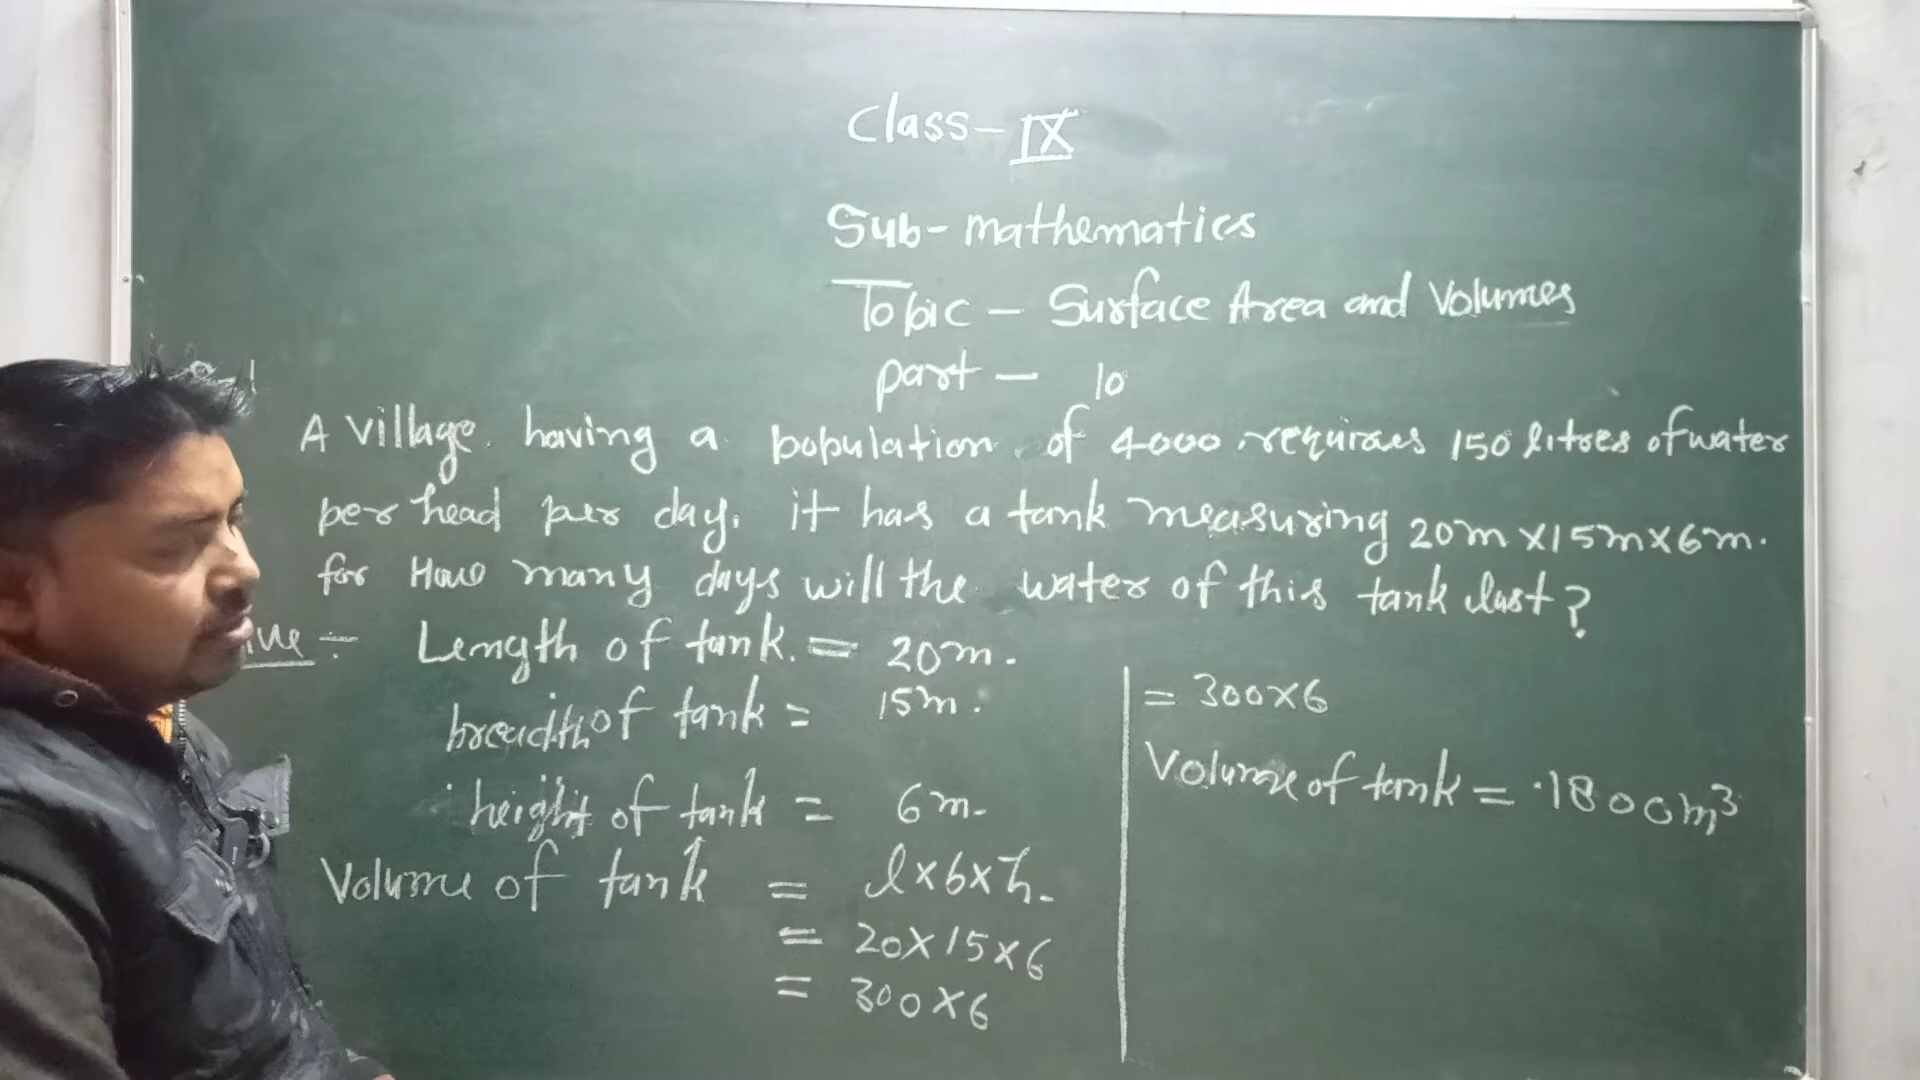 Class - IX
Sub - mathematics
Topic - Surface Area and Volumes
part - 10
A village having a population of 4000 requires 150 litres of water
per head per day. it has a tank measuring 20m x 15m x 6m.
for How many days will the water of this tank last?
Length of tank. = 20m.
breadth of tank = 15m.
height of tank = 6m.
Volume of tank = l x b x h.
= 20 x 15 x 6
= 300 x 6
= 300 x 6
Volume of tank = 1800m³